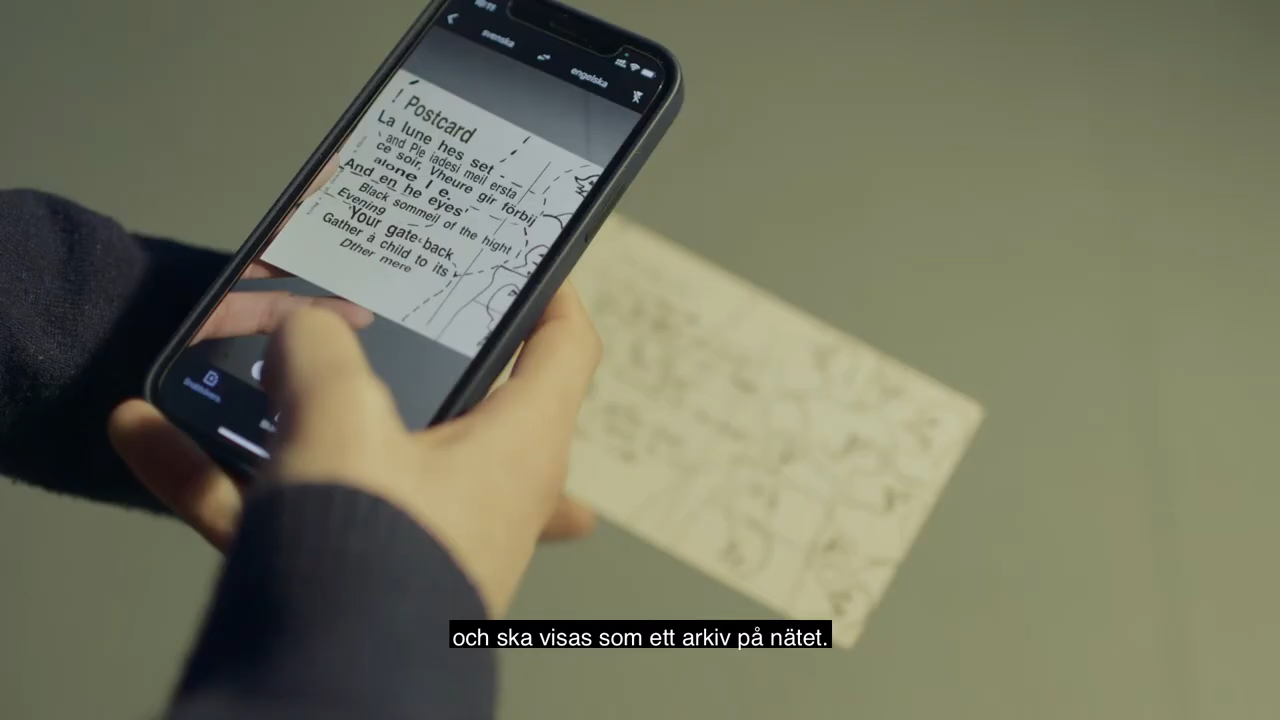 svenska
engelska
! Postcard
La lune hes set
and Ple iadesi meil ersta
ce soir, Vheure gir förbij
alone I e.
And en he eyes'
Black sommeil of the hight
Evening
Your gate back
Gather à child to its
Dther mere
och ska visas som ett arkiv på nätet.